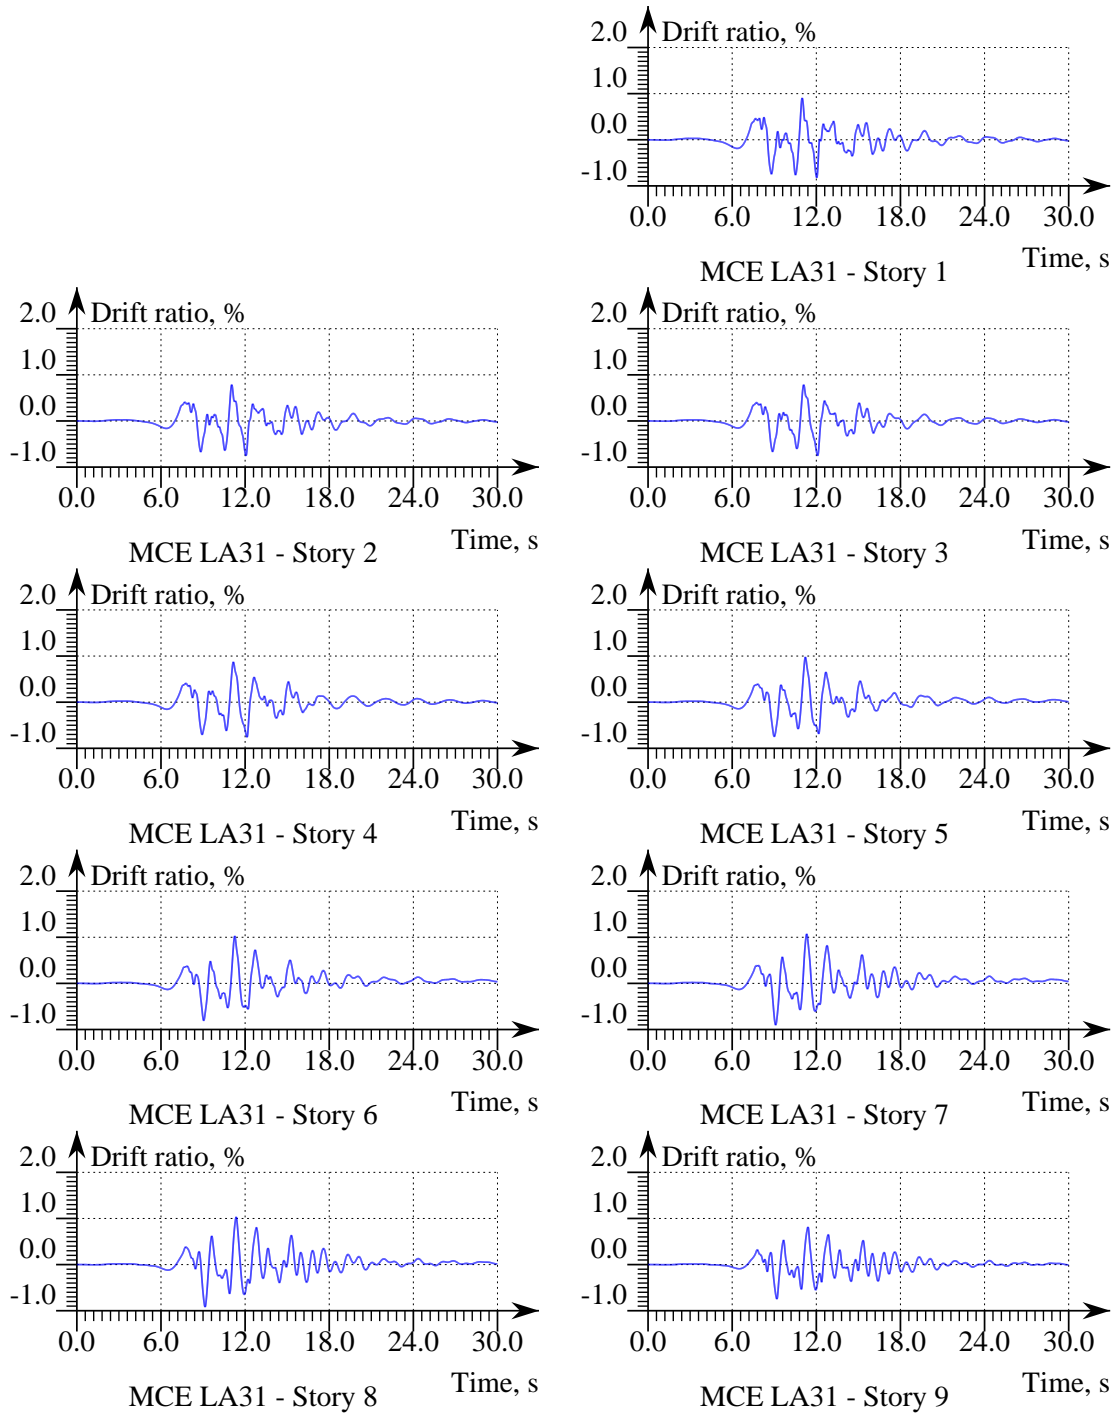 Drift ratio, %
2.0
1.0
0.0
-1.0
0.0 6.0 12.0 18.0 24.0 30.0
Time, s
MCE LA31 - Story 1
Drift ratio, %
2.0
1.0
0.0
-1.0
0.0 6.0 12.0 18.0 24.0 30.0
Time, s
MCE LA31 - Story 2
Drift ratio, %
2.0
1.0
0.0
-1.0
0.0 6.0 12.0 18.0 24.0 30.0
Time, s
MCE LA31 - Story 3
Drift ratio, %
2.0
1.0
0.0
-1.0
0.0 6.0 12.0 18.0 24.0 30.0
Time, s
MCE LA31 - Story 4
Drift ratio, %
2.0
1.0
0.0
-1.0
0.0 6.0 12.0 18.0 24.0 30.0
Time, s
MCE LA31 - Story 5
Drift ratio, %
2.0
1.0
0.0
-1.0
0.0 6.0 12.0 18.0 24.0 30.0
Time, s
MCE LA31 - Story 6
Drift ratio, %
2.0
1.0
0.0
-1.0
0.0 6.0 12.0 18.0 24.0 30.0
Time, s
MCE LA31 - Story 7
Drift ratio, %
2.0
1.0
0.0
-1.0
0.0 6.0 12.0 18.0 24.0 30.0
Time, s
MCE LA31 - Story 8
Drift ratio, %
2.0
1.0
0.0
-1.0
0.0 6.0 12.0 18.0 24.0 30.0
Time, s
MCE LA31 - Story 9